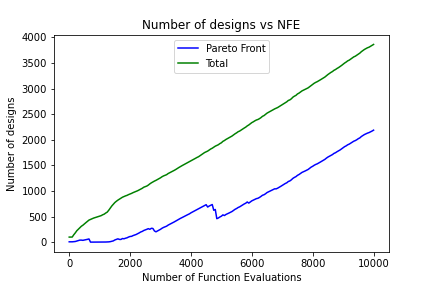 Number of designs vs NFE
Pareto Front
Total
Number of designs
4000
3500
3000
2500
2000
1500
1000
500
0
0 2000 4000 6000 8000 10000
Number of Function Evaluations